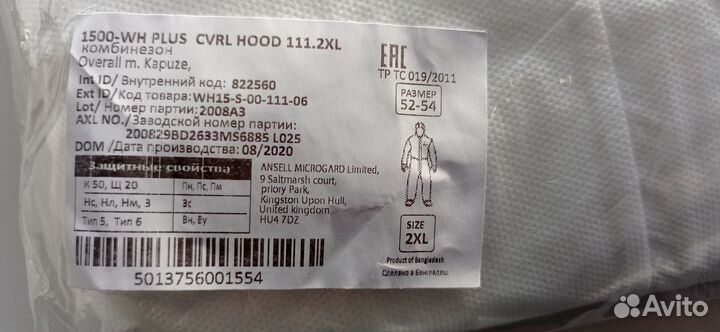 1500-WH PLUS CVRL HOOD 111.2XL
комбинезон
Overall m. Kapuze,
Int ID/ Внутренний код: 822560
Ext ID/Код товара: WH15-S-00-111-06
Lot/ Номер партии: 2008A3
AXL NO./Заводской номер партии:
200829BD2633MS6885 L025
DOM /Дата производства: 08/2020
Защитные свойства
К 50, Щ 20 Пн, Пс, Пм
Нс, Нл, Нм, З Эс
Тип 5, Тип 6 Вн, Ву
5013756001554
ANSELL MICROGARD Limited,
9 Saltmarsh court,
priory Park,
Kingston Upon Hull,
United kingdom
HU4 7DZ
EAC
ТР ТС 019/2011
РАЗМЕР
52-54
SIZE
2XL
Product of Bangladesh
Сделано в Бангладеш
Avito